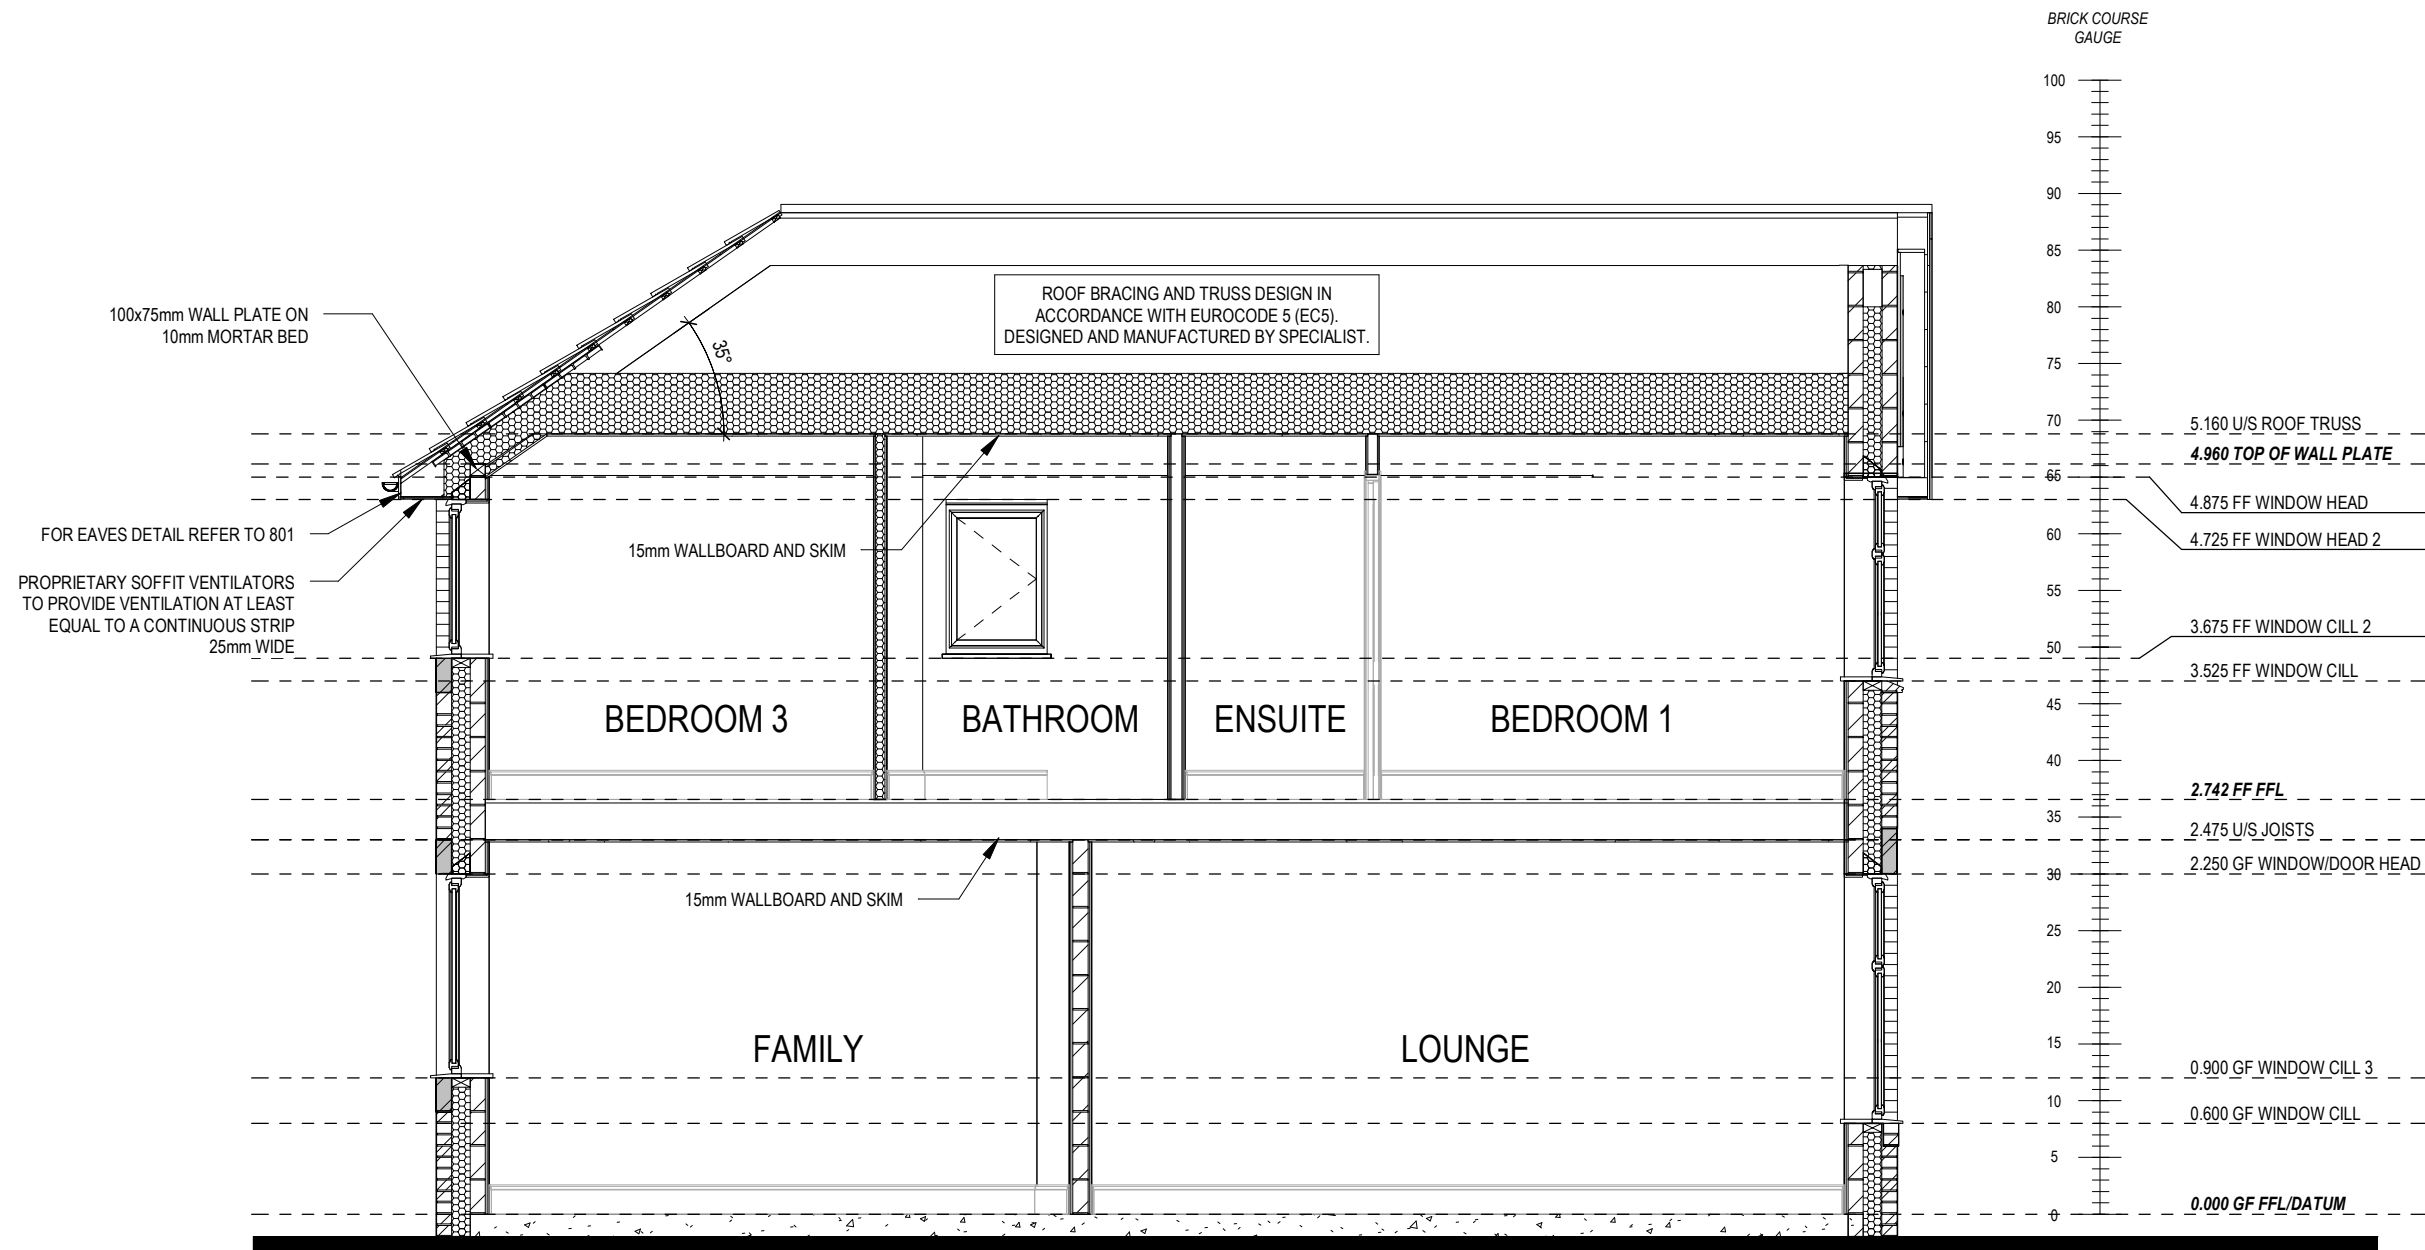 BRICK COURSE
GAUGE
100
95
90
85
80
75
70
65
60
55
50
45
40
35
30
25
20
15
10
5
0
100x75mm WALL PLATE ON
10mm MORTAR BED
ROOF BRACING AND TRUSS DESIGN IN
ACCORDANCE WITH EUROCODE 5 (EC5).
DESIGNED AND MANUFACTURED BY SPECIALIST.
35°
5.160 U/S ROOF TRUSS
4.960 TOP OF WALL PLATE
4.875 FF WINDOW HEAD
4.725 FF WINDOW HEAD 2
FOR EAVES DETAIL REFER TO 801
15mm WALLBOARD AND SKIM
PROPRIETARY SOFFIT VENTILATORS
TO PROVIDE VENTILATION AT LEAST
EQUAL TO A CONTINUOUS STRIP
25mm WIDE
3.675 FF WINDOW CILL 2
3.525 FF WINDOW CILL
BEDROOM 3
BATHROOM
ENSUITE
BEDROOM 1
2.742 FF FFL
2.475 U/S JOISTS
2.250 GF WINDOW/DOOR HEAD
15mm WALLBOARD AND SKIM
FAMILY
LOUNGE
0.900 GF WINDOW CILL 3
0.600 GF WINDOW CILL
0.000 GF FFL/DATUM